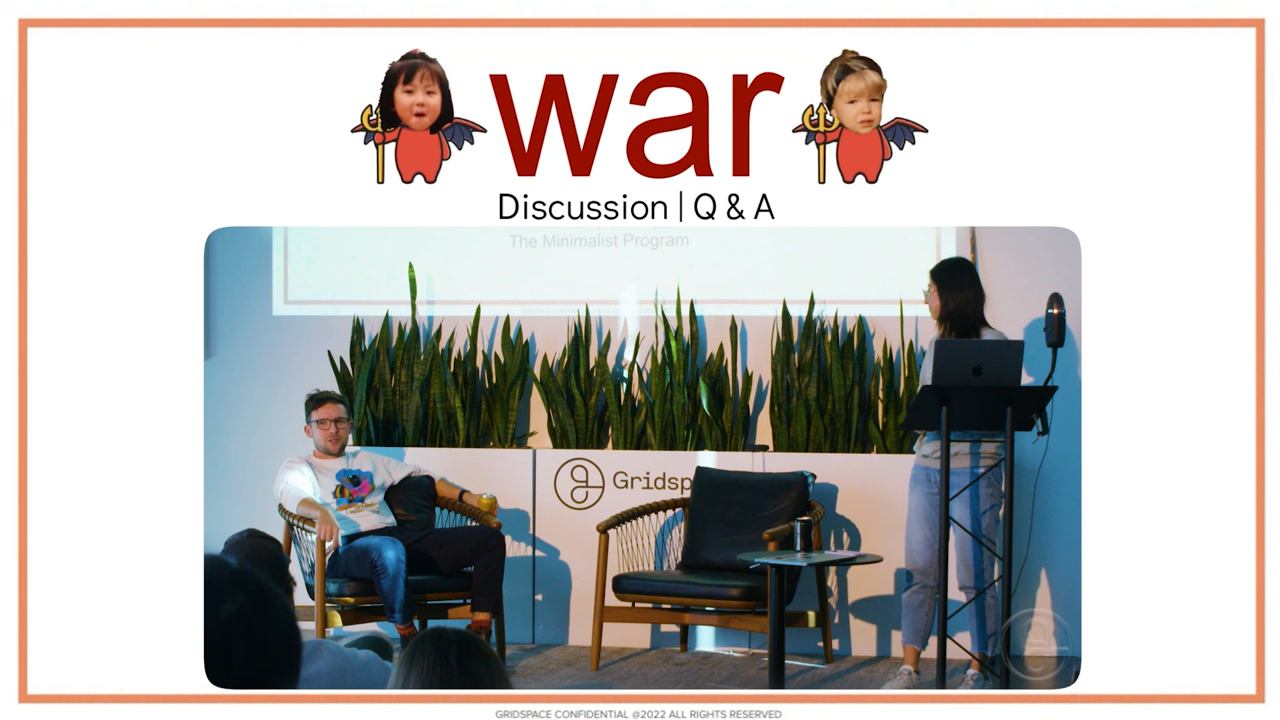 war
Discussion | Q & A
The Minimalist Program
Gridsp
GRIDSPACE CONFIDENTIAL @2022 ALL RIGHTS RESERVED